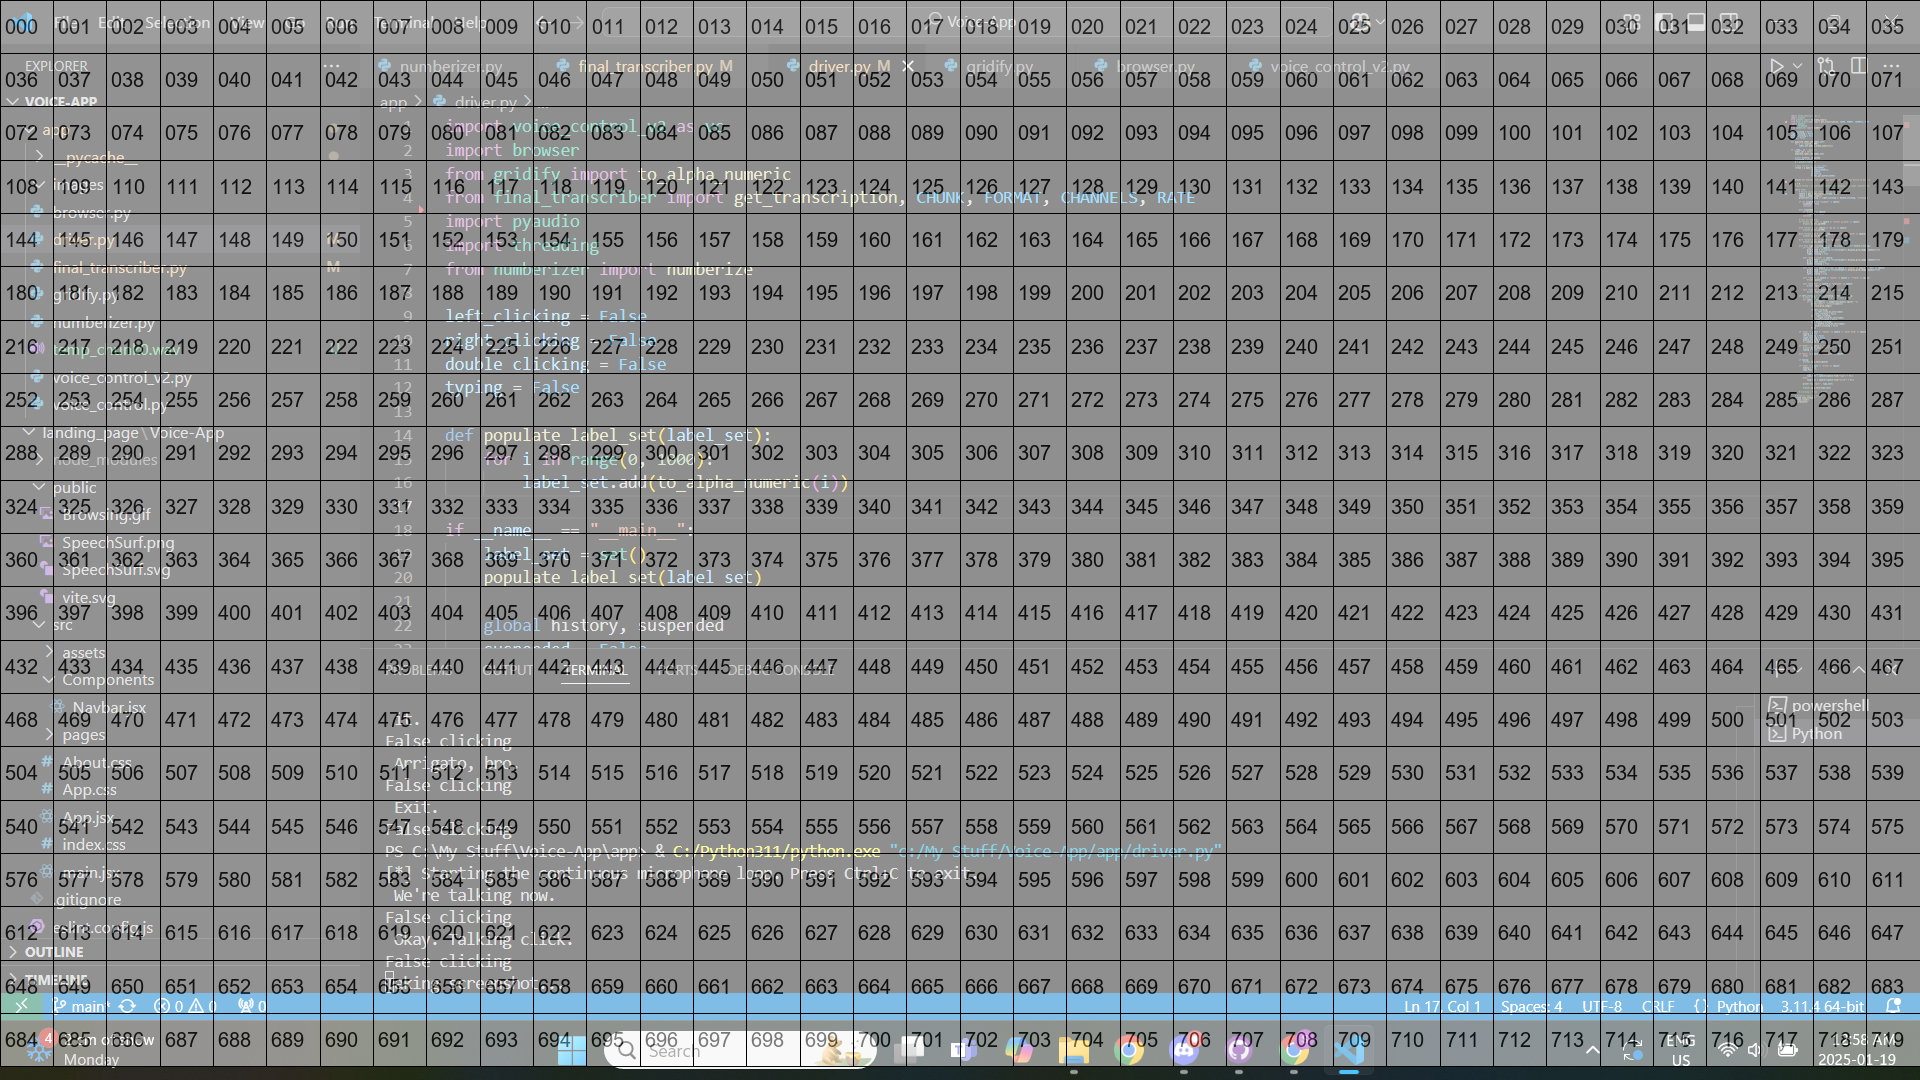 File Edit Selection View Go Run Terminal Help Voice-App
000 001 002 003 004 005 006 007 008 009 010 011 012 013 014 015 016 017 018 019 020 021 022 023 024 025 026 027 028 029 030 031 032 033 034 035
EXPLORER numberizer.py final_transcriber.py M driver.py M gridify.py browser.py voice_control_v2.py
036 037 038 039 040 041 042 043 044 045 046 047 048 049 050 051 052 053 054 055 056 057 058 059 060 061 062 063 064 065 066 067 068 069 070 071
VOICE-APP app > driver.py > ...
app 1 import voice_control_v2 as vc
072 073 074 075 076 077 078 079 080 081 082 083 084 085 086 087 088 089 090 091 092 093 094 095 096 097 098 099 100 101 102 103 104 105 106 107
__pycache__ 2 import browser
images 3 from gridify import to_alpha_numeric
108 109 110 111 112 113 114 115 116 117 118 119 120 121 122 123 124 125 126 127 128 129 130 131 132 133 134 135 136 137 138 139 140 141 142 143
4 from final_transcriber import get_transcription, CHUNK, FORMAT, CHANNELS, RATE
browser.py 5 import pyaudio
driver.py M 6 import threading
144 145 146 147 148 149 150 151 152 153 154 155 156 157 158 159 160 161 162 163 164 165 166 167 168 169 170 171 172 173 174 175 176 177 178 179
final_transcriber.py M 7 from numberizer import numberize
gridify.py 8
180 181 182 183 184 185 186 187 188 189 190 191 192 193 194 195 196 197 198 199 200 201 202 203 204 205 206 207 208 209 210 211 212 213 214 215
numberizer.py 9 left_clicking = False
temp_chunk0.wav 10 right_clicking = False
216 217 218 219 220 221 222 223 224 225 226 227 228 229 230 231 232 233 234 235 236 237 238 239 240 241 242 243 244 245 246 247 248 249 250 251
voice_control_v2.py 11 double_clicking = False
12 typing = False
252 253 254 255 256 257 258 259 260 261 262 263 264 265 266 267 268 269 270 271 272 273 274 275 276 277 278 279 280 281 282 283 284 285 286 287
voice_control.py 13
landing_page\Voice-App 14 def populate_label_set(label_set):
288 289 290 291 292 293 294 295 296 297 298 299 300 301 302 303 304 305 306 307 308 309 310 311 312 313 314 315 316 317 318 319 320 321 322 323
node_modules 15 for i in range(0, 1000):
public 16 label_set.add(to_alpha_numeric(i))
324 325 326 327 328 329 330 331 332 333 334 335 336 337 338 339 340 341 342 343 344 345 346 347 348 349 350 351 352 353 354 355 356 357 358 359
Browsing.gif 17
SpeechSurf.png 18 if __name__ == "__main__":
360 361 362 363 364 365 366 367 368 369 370 371 372 373 374 375 376 377 378 379 380 381 382 383 384 385 386 387 388 389 390 391 392 393 394 395
SpeechSurf.svg 19 label_set = set()
20 populate_label_set(label_set)
vite.svg 21
396 397 398 399 400 401 402 403 404 405 406 407 408 409 410 411 412 413 414 415 416 417 418 419 420 421 422 423 424 425 426 427 428 429 430 431
src 22 global history, suspended
assets 23 suspended = False
432 433 434 435 436 437 438 439 440 441 442 443 444 445 446 447 448 449 450 451 452 453 454 455 456 457 458 459 460 461 462 463 464 465 466 467
PROBLEMS OUTPUT TERMINAL PORTS DEBUG CONSOLE
Components
Navbar.jsx powershell
468 469 470 471 472 473 474 475 476 477 478 479 480 481 482 483 484 485 486 487 488 489 490 491 492 493 494 495 496 497 498 499 500 501 502 503
pages Python
False clicking
About.css Arrigato, bro.
504 505 506 507 508 509 510 511 512 513 514 515 516 517 518 519 520 521 522 523 524 525 526 527 528 529 530 531 532 533 534 535 536 537 538 539
App.css False clicking
Exit.
App.jsx False clicking
540 541 542 543 544 545 546 547 548 549 550 551 552 553 554 555 556 557 558 559 560 561 562 563 564 565 566 567 568 569 570 571 572 573 574 575
index.css PS C:\My Stuff\Voice-App\app> & C:/Python311/python.exe "c:/My Stuff/Voice-App/app/driver.py"
main.jsx [*] Starting the continuous microphone loop. Press Ctrl+C to exit.
576 577 578 579 580 581 582 583 584 585 586 587 588 589 590 591 592 593 594 595 596 597 598 599 600 601 602 603 604 605 606 607 608 609 610 611
.gitignore We're talking now.
False clicking
eslint.config.js
612 613 614 615 616 617 618 619 620 621 622 623 624 625 626 627 628 629 630 631 632 633 634 635 636 637 638 639 640 641 642 643 644 645 646 647
Okay. Talking click.
OUTLINE False clicking
TIMELINE Taking screenshot
648 649 650 651 652 653 654 655 656 657 658 659 660 661 662 663 664 665 666 667 668 669 670 671 672 673 674 675 676 677 678 679 680 681 682 683
main* 0 0 0 Ln 17, Col 1 Spaces: 4 UTF-8 CRLF {} Python 3.11.4 64-bit
684 685 686 687 688 689 690 691 692 693 694 695 696 697 698 699 700 701 702 703 704 705 706 707 708 709 710 711 712 713 714 715 716 717 718 719
4 of snow Search ENG
Monday US 2025-01-19